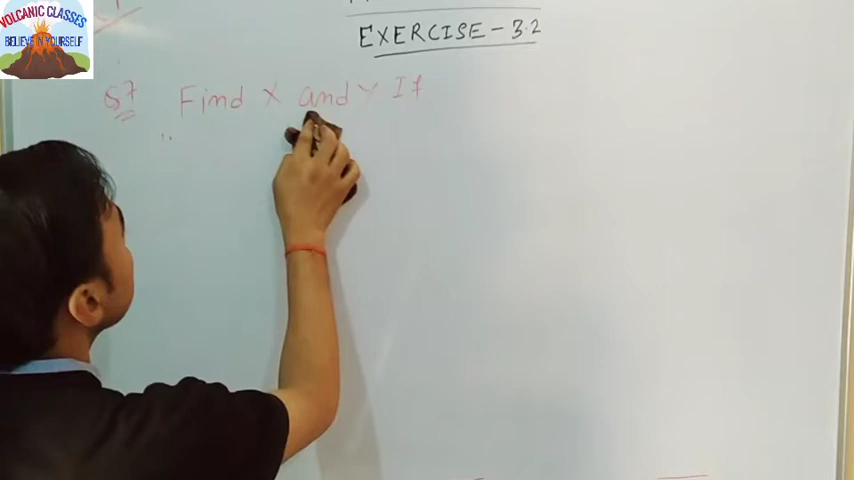 VOLCANIC CLASSES
BELIEVE IN YOURSELF
EXERCISE - 3.2
Q7 Find X and Y If